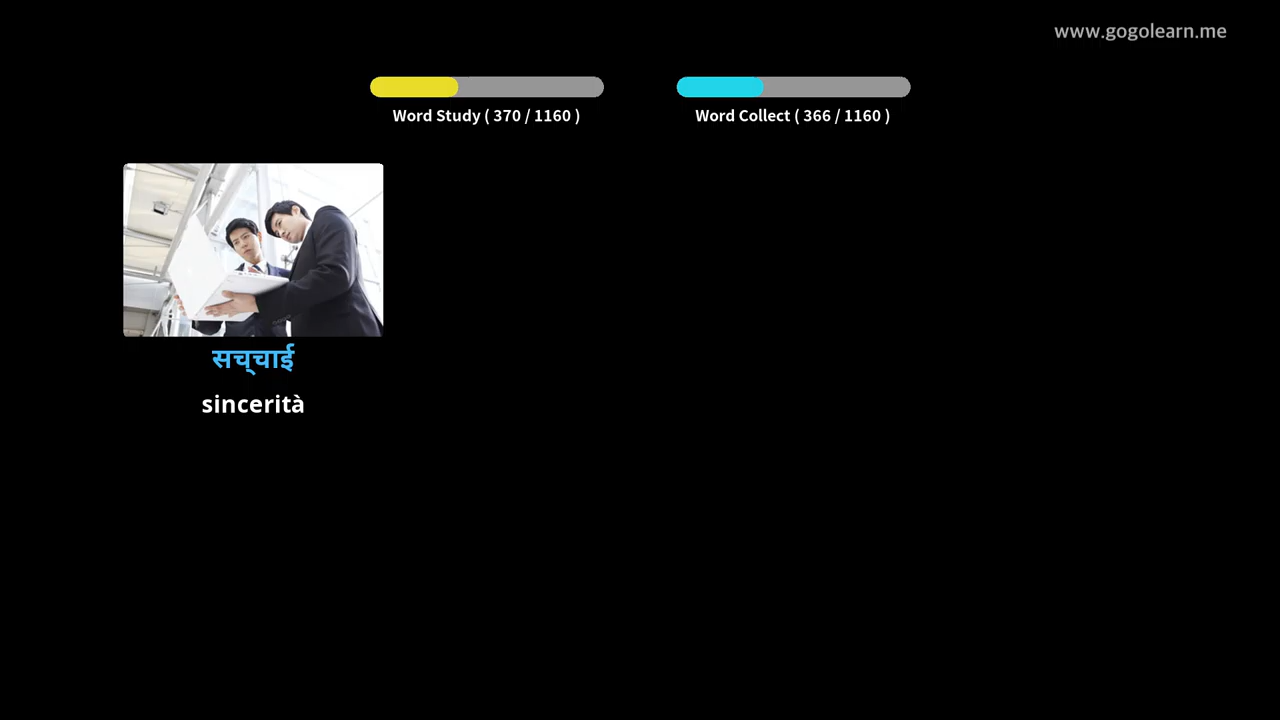 www.gogolearn.me
Word Study ( 370 / 1160 )
Word Collect ( 366 / 1160 )
सच्चाई
sincerità